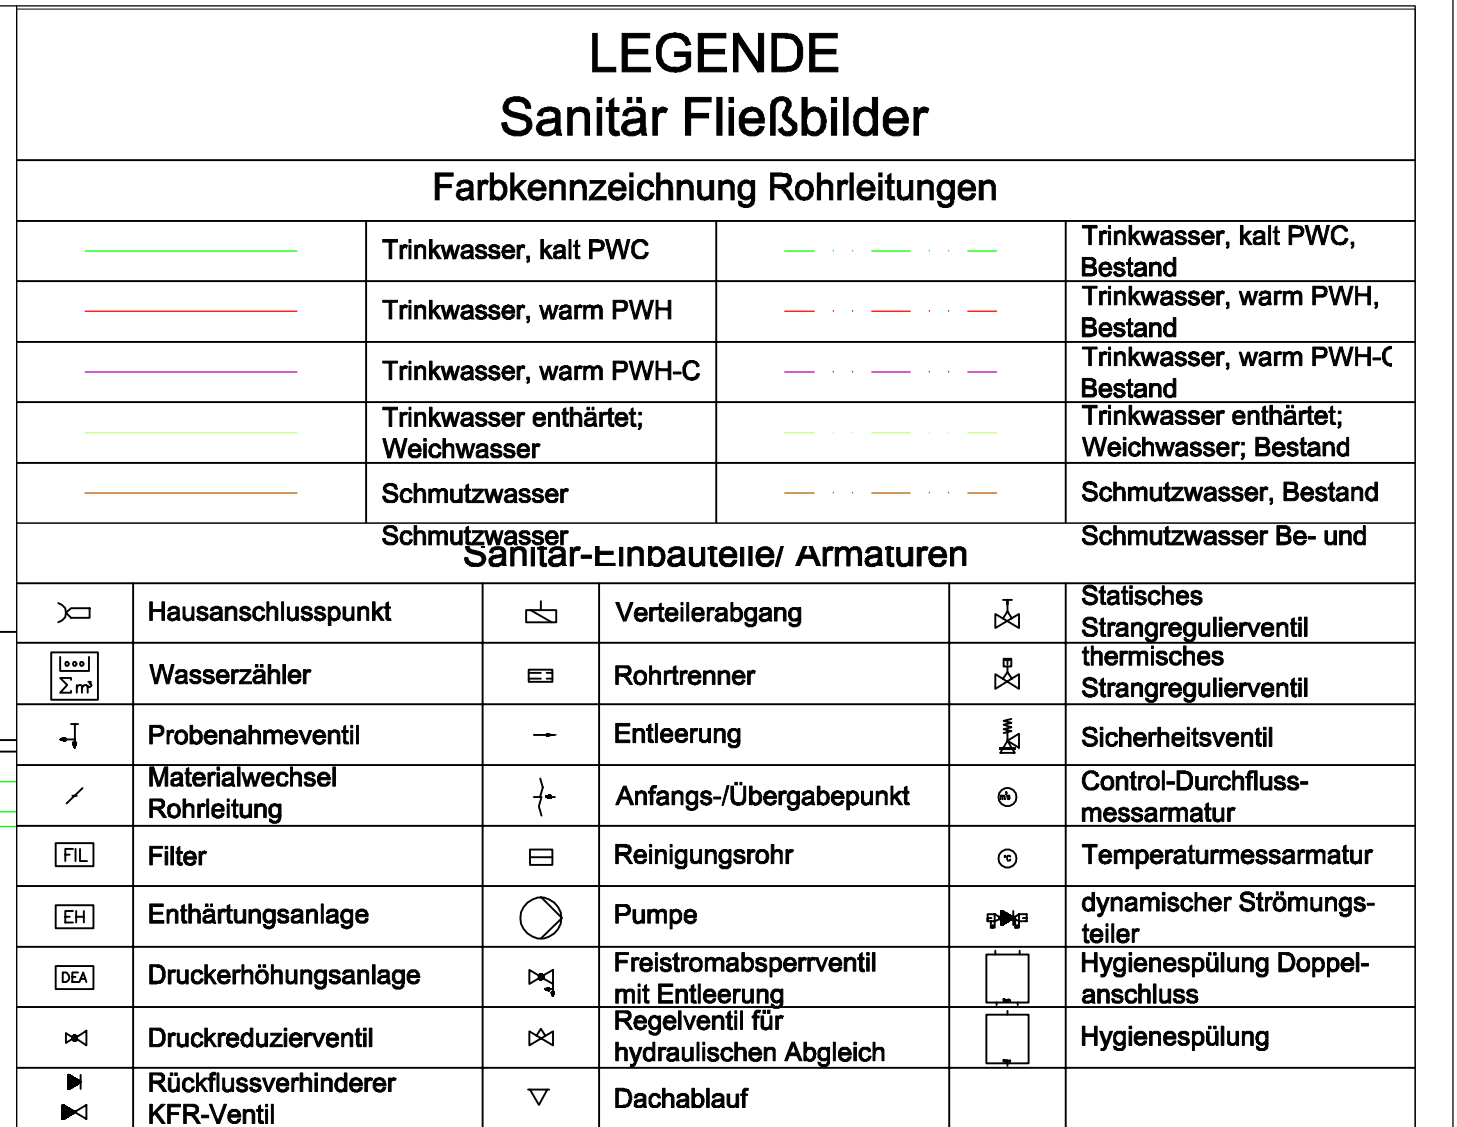 LEGENDE
Sanitär Fließbilder
Farbkennzeichnung Rohrleitungen
Trinkwasser, kalt PWC
Trinkwasser, kalt PWC,
Bestand
Trinkwasser, warm PWH
Trinkwasser, warm PWH,
Bestand
Trinkwasser, warm PWH-C
Trinkwasser, warm PWH-C
Bestand
Trinkwasser enthärtet;
Weichwasser
Trinkwasser enthärtet;
Weichwasser; Bestand
Schmutzwasser
Schmutzwasser, Bestand
Schmutzwasser
Schmutzwasser Be- und
Sanitär-Einbauteile/ Armaturen
Hausanschlusspunkt
Verteilerabgang
Statisches
Strangregulierventil
Σm³
Wasserzähler
Rohrtrenner
thermisches
Strangregulierventil
Probenahmeventil
Entleerung
Sicherheitsventil
Materialwechsel
Rohrleitung
Anfangs-/Übergabepunkt
Control-Durchfluss-
messarmatur
FIL
Filter
Reinigungsrohr
°C
Temperaturmessarmatur
EH
Enthärtungsanlage
Pumpe
dynamischer Strömungs-
teiler
DEA
Druckerhöhungsanlage
Freistromabsperrventil
mit Entleerung
Hygienespülung Doppel-
anschluss
Druckreduzierventil
Regelventil für
hydraulischen Abgleich
Hygienespülung
Rückflussverhinderer
KFR-Ventil
Dachablauf